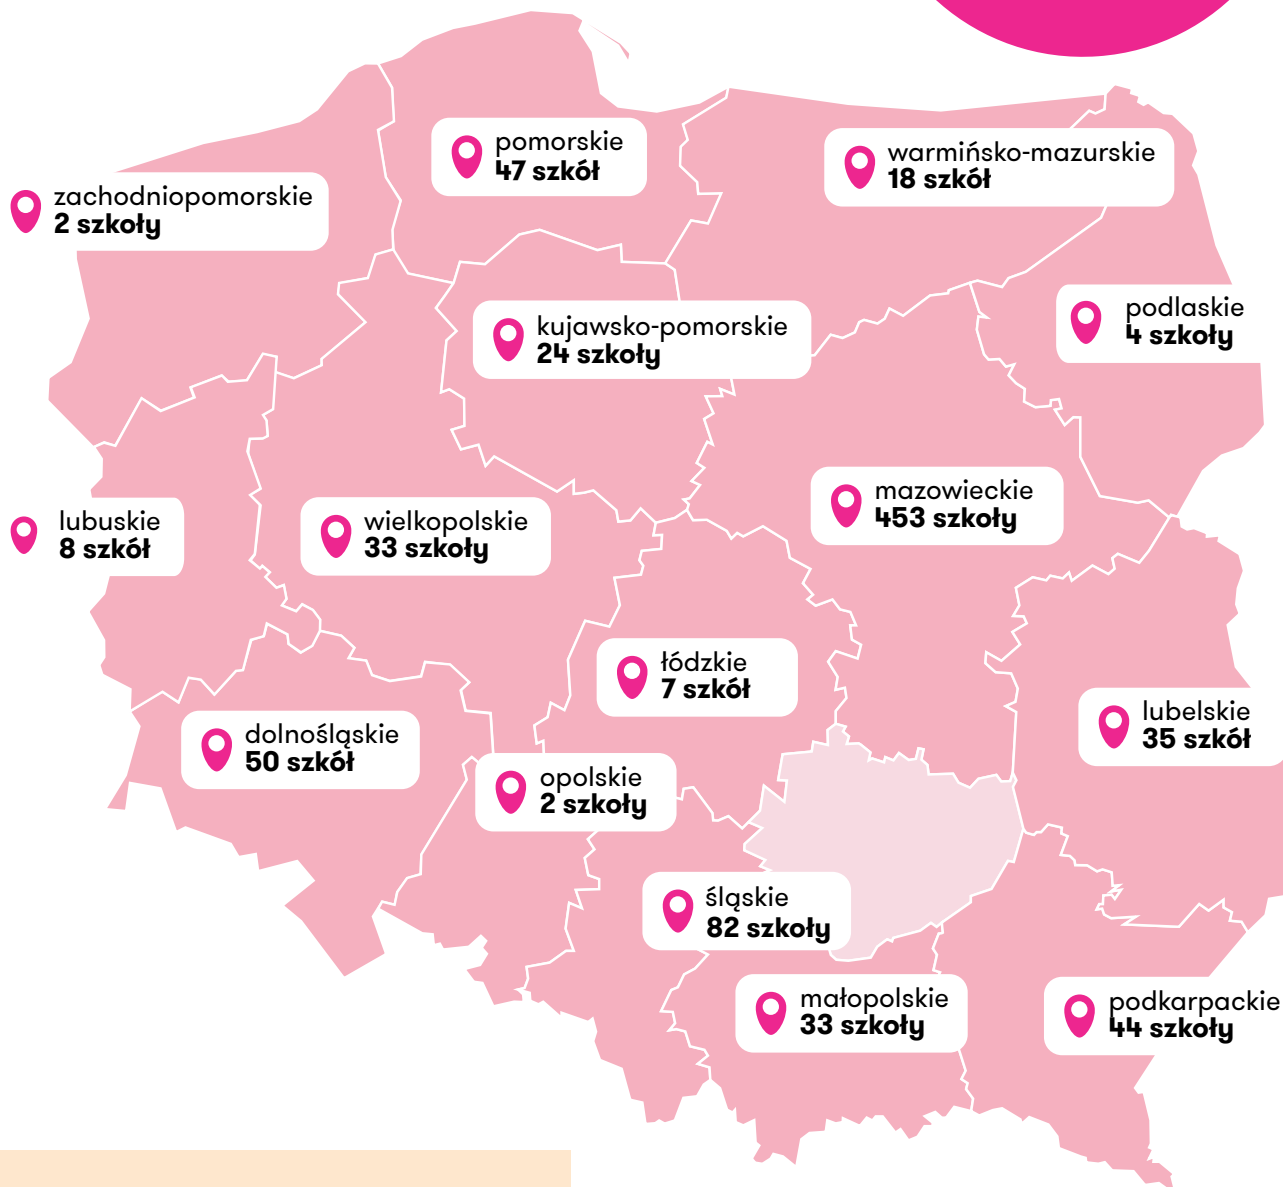 pomorskie
47 szkół
warmińsko-mazurskie
18 szkół
zachodniopomorskie
2 szkoły
podlaskie
4 szkoły
kujawsko-pomorskie
24 szkoły
mazowieckie
453 szkoły
lubuskie
8 szkół
wielkopolskie
33 szkoły
łódzkie
7 szkół
lubelskie
35 szkół
dolnośląskie
50 szkół
opolskie
2 szkoły
śląskie
82 szkoły
małopolskie
33 szkoły
podkarpackie
44 szkoły